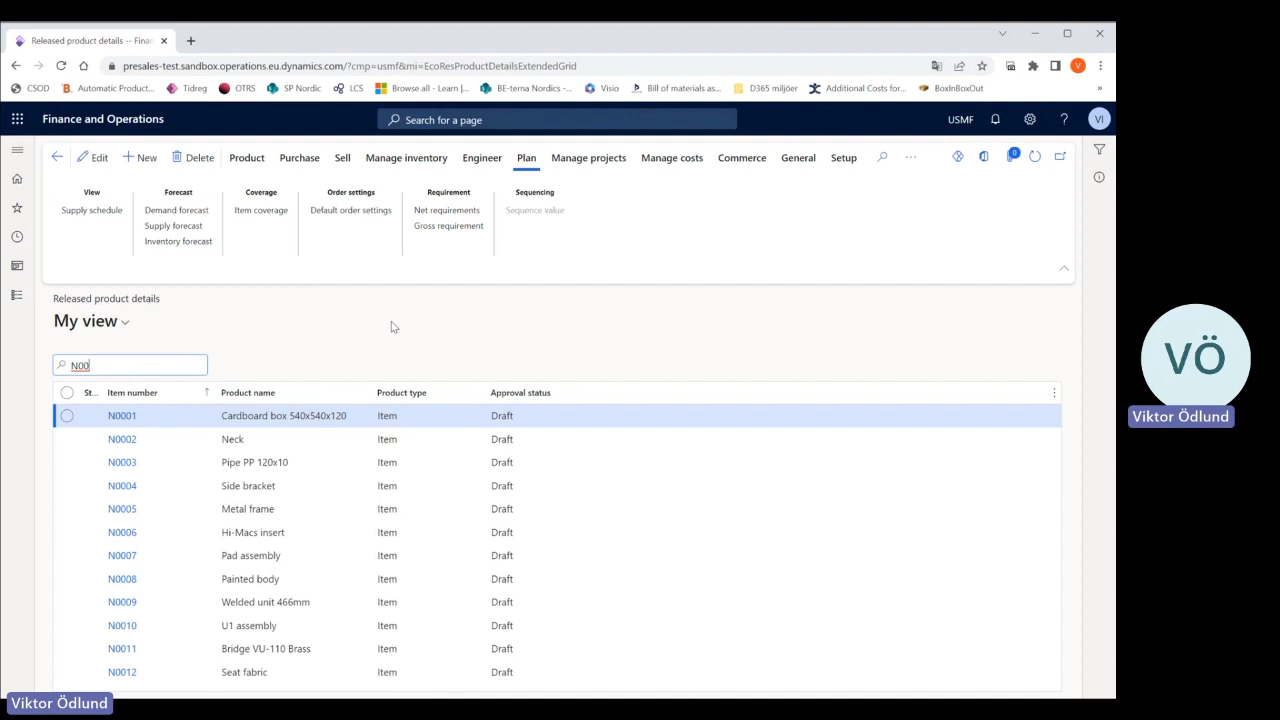 Released product details -- Finan
presales-test.sandbox.operations.eu.dynamics.com/?cmp=usmf&mi=EcoResProductDetailsExtendedGrid
V
CSOD
Automatic Product...
Tidreg
OTRS
SP Nordic
LCS
Browse all - Learn |...
BE-terna Nordics -...
Visio
Bill of materials as...
D365 miljöer
Additional Costs for...
BoxInBoxOut
»
Finance and Operations
Search for a page
USMF
?
VI
Edit
New
Delete
Product
Purchase
Sell
Manage inventory
Engineer
Plan
Manage projects
Manage costs
Commerce
General
Setup
...
0
View
Forecast
Coverage
Order settings
Requirement
Sequencing
Supply schedule
Demand forecast
Item coverage
Default order settings
Net requirements
Sequence value
Supply forecast
Gross requirement
Inventory forecast
Released product details
My view
N00
St...
Item number
Product name
Product type
Approval status
N0001 Cardboard box 540x540x120 Item Draft
N0002 Neck Item Draft
N0003 Pipe PP 120x10 Item Draft
N0004 Side bracket Item Draft
N0005 Metal frame Item Draft
N0006 Hi-Macs insert Item Draft
N0007 Pad assembly Item Draft
N0008 Painted body Item Draft
N0009 Welded unit 466mm Item Draft
N0010 U1 assembly Item Draft
N0011 Bridge VU-110 Brass Item Draft
N0012 Seat fabric Item Draft
VÖ
Viktor Ödlund
Viktor Ödlund